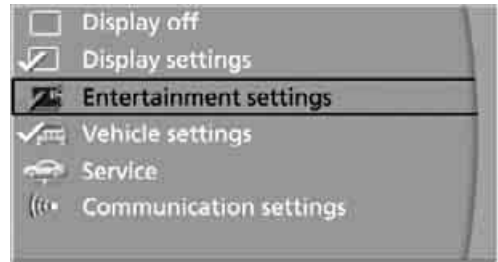 Display off
Display settings
Entertainment settings
Vehicle settings
Service
Communication settings